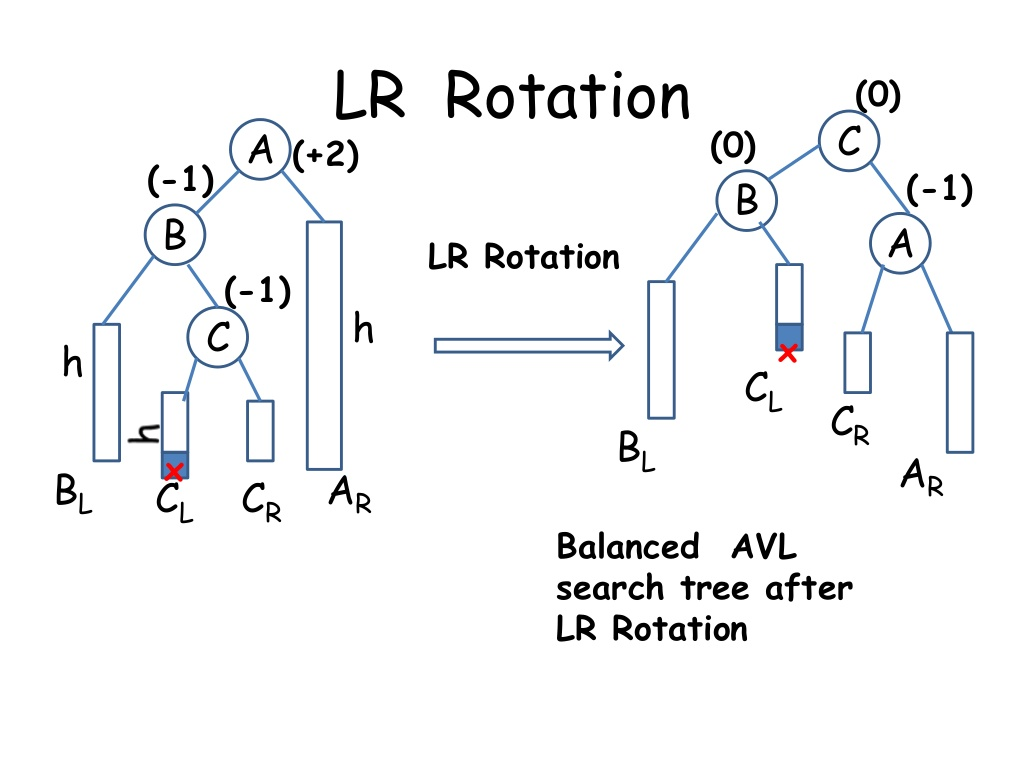 LR Rotation
A (+2)
(-1)
B
(-1)
C
h
h
h
x
B_L
C_L
C_R
A_R
LR Rotation
(0)
C
(0)
B
(-1)
A
x
C_L
C_R
B_L
A_R
Balanced AVL
search tree after
LR Rotation